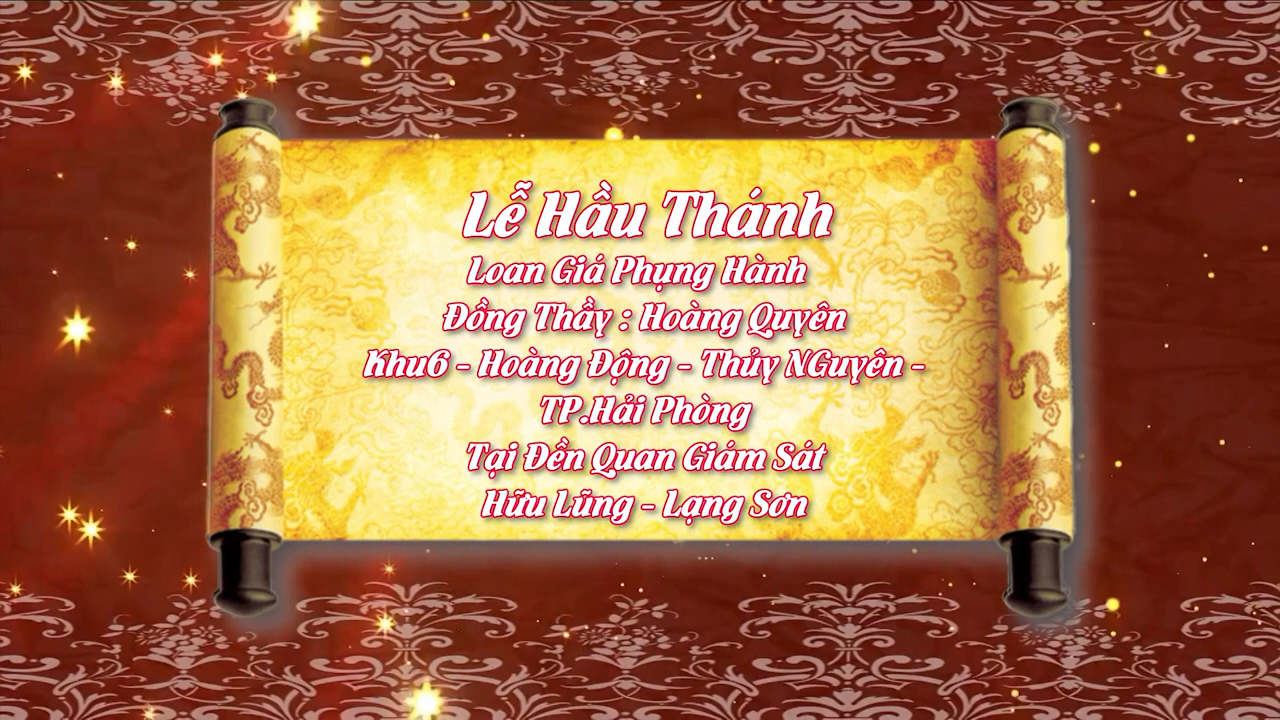 Lễ Hầu Thánh
Loan Giá Phụng Hành
Đồng Thầy : Hoàng Quyên
Khu6 - Hoàng Động - Thủy NGuyên -
TP.Hải Phòng
Tại Đền Quan Giám Sát
Hữu Lũng - Lạng Sơn